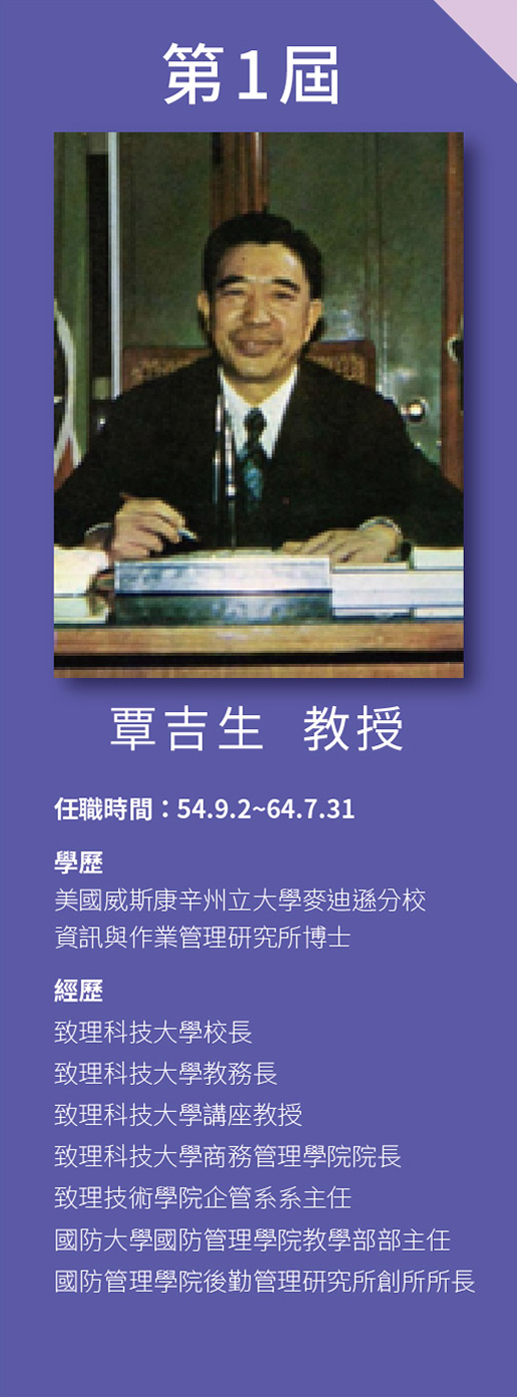 第1屆
覃吉生 教授
任職時間：54.9.2~64.7.31
學歷
美國威斯康辛州立大學麥迪遜分校
資訊與作業管理研究所博士
經歷
致理科技大學校長
致理科技大學教務長
致理科技大學講座教授
致理科技大學商務管理學院院長
致理技術學院企管系系主任
國防大學國防管理學院教學部部主任
國防管理學院後勤管理研究所創所所長